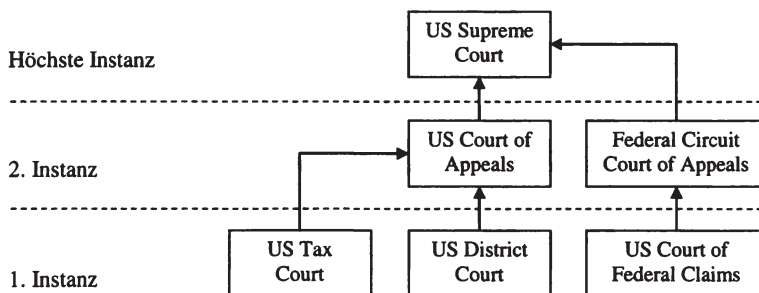 Höchste Instanz
US Supreme
Court
2. Instanz
US Court of
Appeals
Federal Circuit
Court of Appeals
1. Instanz
US Tax
Court
US District
Court
US Court of
Federal Claims